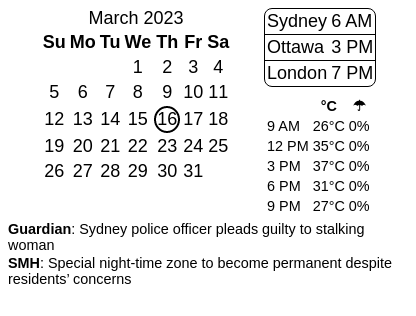 March 2023
Su Mo Tu We Th Fr Sa
1 2 3 4
5 6 7 8 9 10 11
12 13 14 15 16 17 18
19 20 21 22 23 24 25
26 27 28 29 30 31
Sydney 6 AM
Ottawa 3 PM
London 7 PM
°C ☂
9 AM 26°C 0%
12 PM 35°C 0%
3 PM 37°C 0%
6 PM 31°C 0%
9 PM 27°C 0%
Guardian: Sydney police officer pleads guilty to stalking
woman
SMH: Special night-time zone to become permanent despite
residents’ concerns